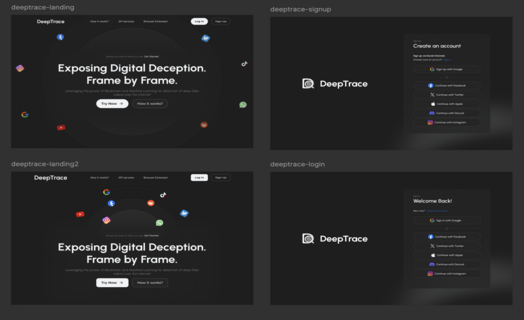 deeptrace-landing
DeepTrace
How it works?
API services
Browser Extension
Log in
Sign up
Exposing Digital Deception.
Frame by Frame.
Try Now
How it works?
deeptrace-signup
DeepTrace
Create an account
Sign up with Google
Continue with Facebook
Continue with Twitter
Continue with Apple
Continue with Discord
Continue with Instagram
deeptrace-landing2
DeepTrace
How it works?
API services
Browser Extension
Log in
Sign up
Exposing Digital Deception.
Frame by Frame.
Try Now
How it works?
deeptrace-login
DeepTrace
Welcome Back!
Sign in with Google
Continue with Facebook
Continue with Twitter
Continue with Apple
Continue with Discord
Continue with Instagram